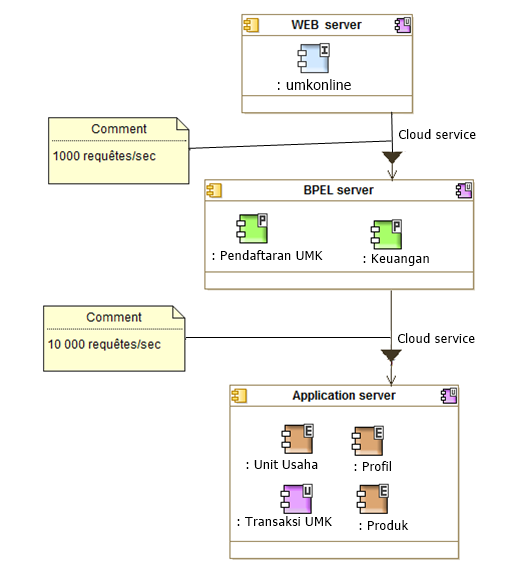 WEB server
I
U
: umkonline
Comment
1000 requêtes/sec
Cloud service
BPEL server
U
P
P
: Pendaftaran UMK
: Keuangan
Comment
10 000 requêtes/sec
Cloud service
Application server
U
E
E
: Unit Usaha
: Profil
U
E
: Transaksi UMK
: Produk